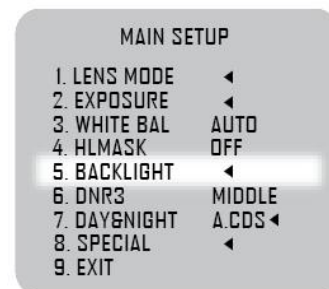 MAIN SETUP
1. LENS MODE ◄
2. EXPOSURE ◄
3. WHITE BAL AUTO
4. HLMASK OFF
5. BACKLIGHT ◄
6. DNR3 MIDDLE
7. DAY&NIGHT A.CDS◄
8. SPECIAL ◄
9. EXIT